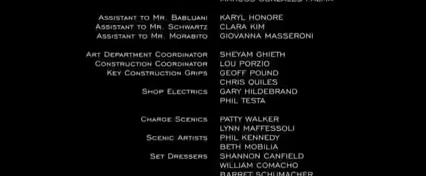 Assistant to Mr. Babluani KARYL HONORE
Assistant to Mr. Schwartz CLARA KIM
Assistant to Mr. Morabito GIOVANNA MASSERONI
Art Department Coordinator SHEYAM GHIETH
Construction Coordinator LOU PORZIO
Key Construction Grips GEOFF POUND
CHRIS QUILES
Shop Electrics GARY HILDEBRAND
PHIL TESTA
Charge Scenics PATTY WALKER
LYNN MAFFESSOLI
Scenic Artists PHIL KENNEDY
BETH MOBILIA
Set Dressers SHANNON CANFIELD
WILLIAM COMACHO
BARRET SCHUMACHER